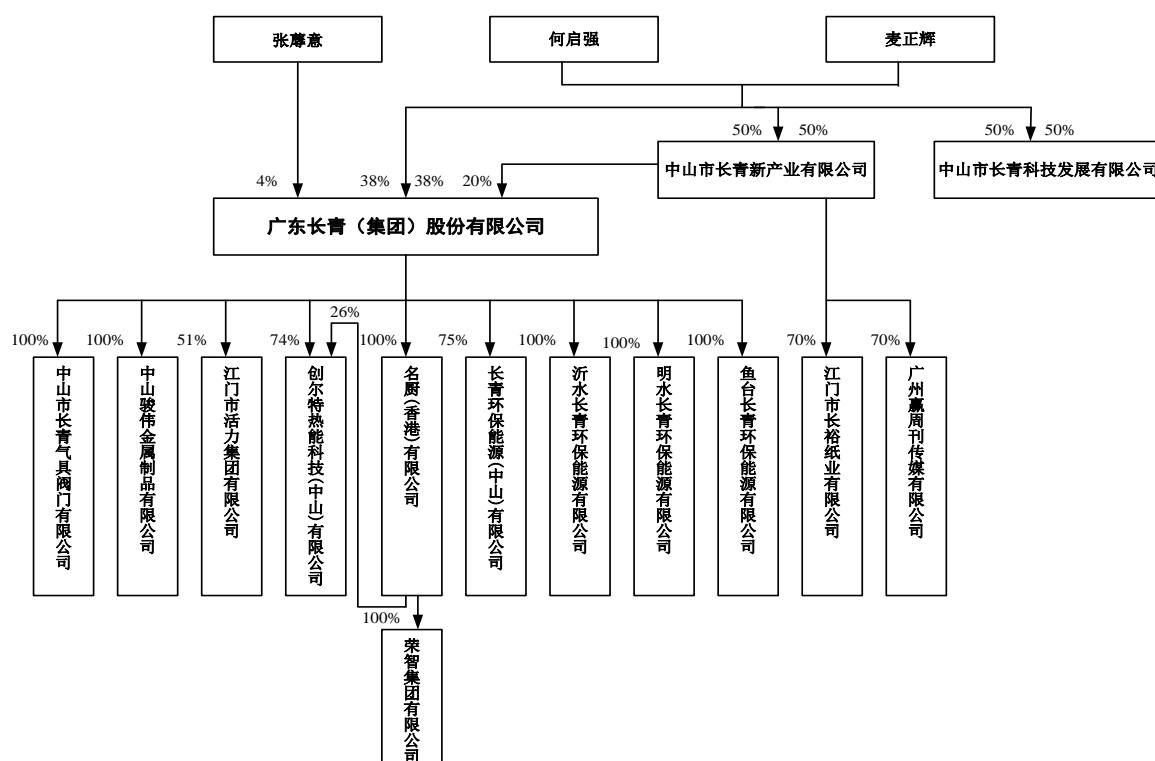 张蓐意
何启强
麦正辉
50% 50%
50% 50%
中山市长青新产业有限公司
中山市长青科技发展有限公司
4%
38% 38%
20%
广东长青（集团）股份有限公司
26%
100%
100%
51%
74%
100%
75%
100%
100%
100%
70%
70%
中山市长青气具阀门有限公司
中山骏伟金属制品有限公司
江门市活力集团有限公司
创尔特热能科技(中山)有限公司
名厨(香港)有限公司
长青环保能源(中山)有限公司
沂水长青环保能源有限公司
明水长青环保能源有限公司
鱼台长青环保能源有限公司
江门市长裕纸业有限公司
广州赢周刊传媒有限公司
100%
荣智集团有限公司